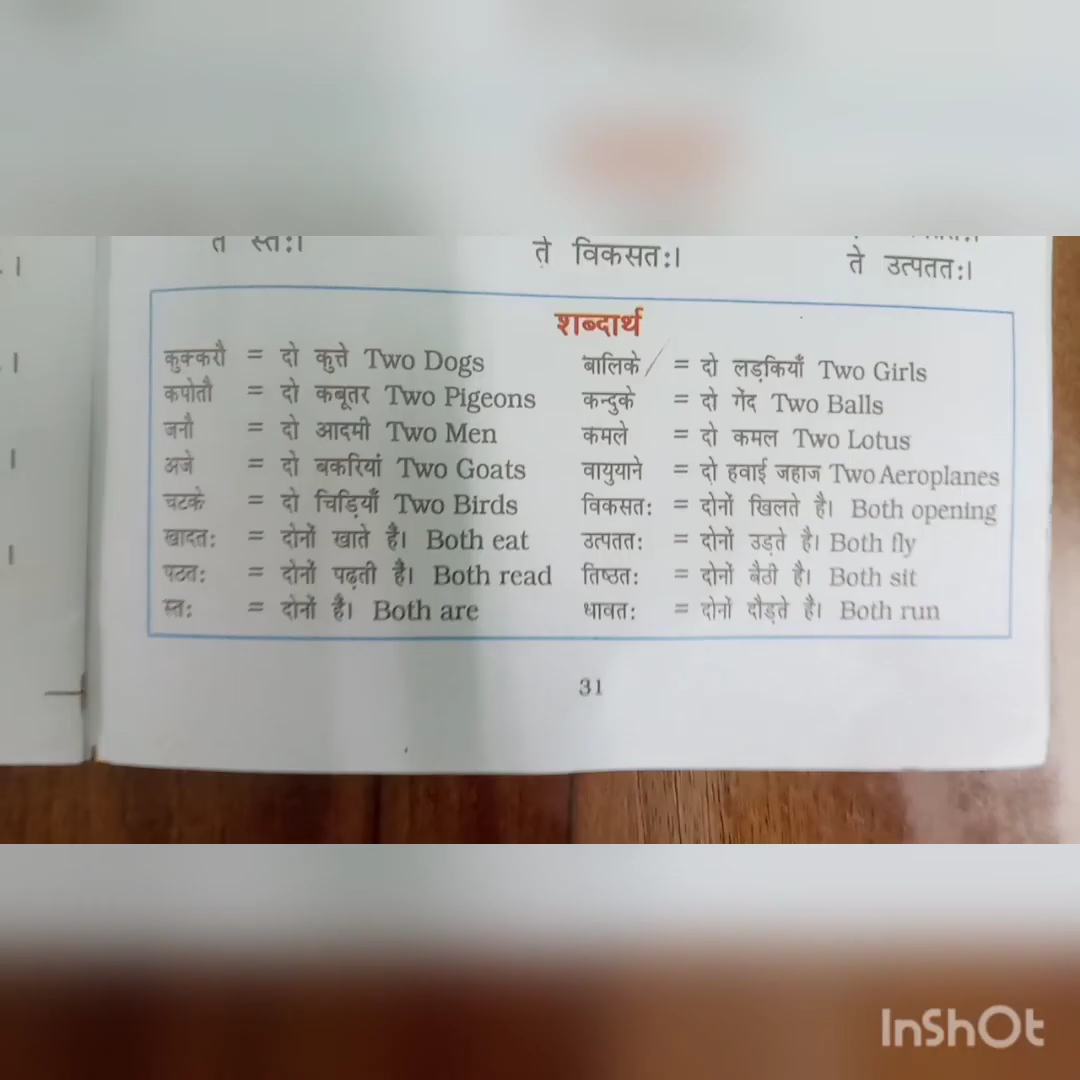 ते स्तः।
ते विकसतः।
ते उत्पततः।
शब्दार्थ
कुक्करौ = दो कुत्ते Two Dogs
कपोतौ = दो कबूतर Two Pigeons
जनौ = दो आदमी Two Men
अजे = दो बकरियां Two Goats
चटके = दो चिड़ियाँ Two Birds
खादतः = दोनों खाते हैं। Both eat
पठतः = दोनों पढ़ती हैं। Both read
स्तः = दोनों हैं। Both are
बालिके = दो लड़कियाँ Two Girls
कन्दुके = दो गेंद Two Balls
कमले = दो कमल Two Lotus
वायुयाने = दो हवाई जहाज Two Aeroplanes
विकसतः = दोनों खिलते है। Both opening
उत्पततः = दोनों उड़ते है। Both fly
तिष्ठतः = दोनों बैठी है। Both sit
धावतः = दोनों दौड़ते है। Both run
31
InShOt